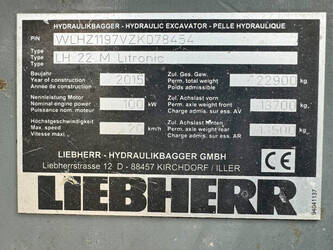 HYDRAULIKBAGGER - HYDRAULIC EXCAVATOR - PELLE HYDRAULIQUE
PIN WLHZ1197VZK078454
Type
Type LH 22 M Litronic
Type
Baujahr
Year of construction 2015
Année de construction
Zul. Ges. Gew.
Perm. total weight 22900 kg
Poids admissible
Nennleistung Motor
Nominal engine power 100 kW
Puissance nom. moteur
Zul. Achslast vorn
Perm. axle weight front 13700
Charge admis. sur ess. AV
Höchstgeschwindigkeit
Max. speed 20 km/h
Vitesse maxi.
Zul. Achslast hinten
Perm. axle weight rear
Charge admis. sur ess. AR
LIEBHERR - HYDRAULIKBAGGER GMBH
Liebherrstrasse 12 D - 88457 KIRCHDORF / ILLER
CE
LIEBHERR
94041137